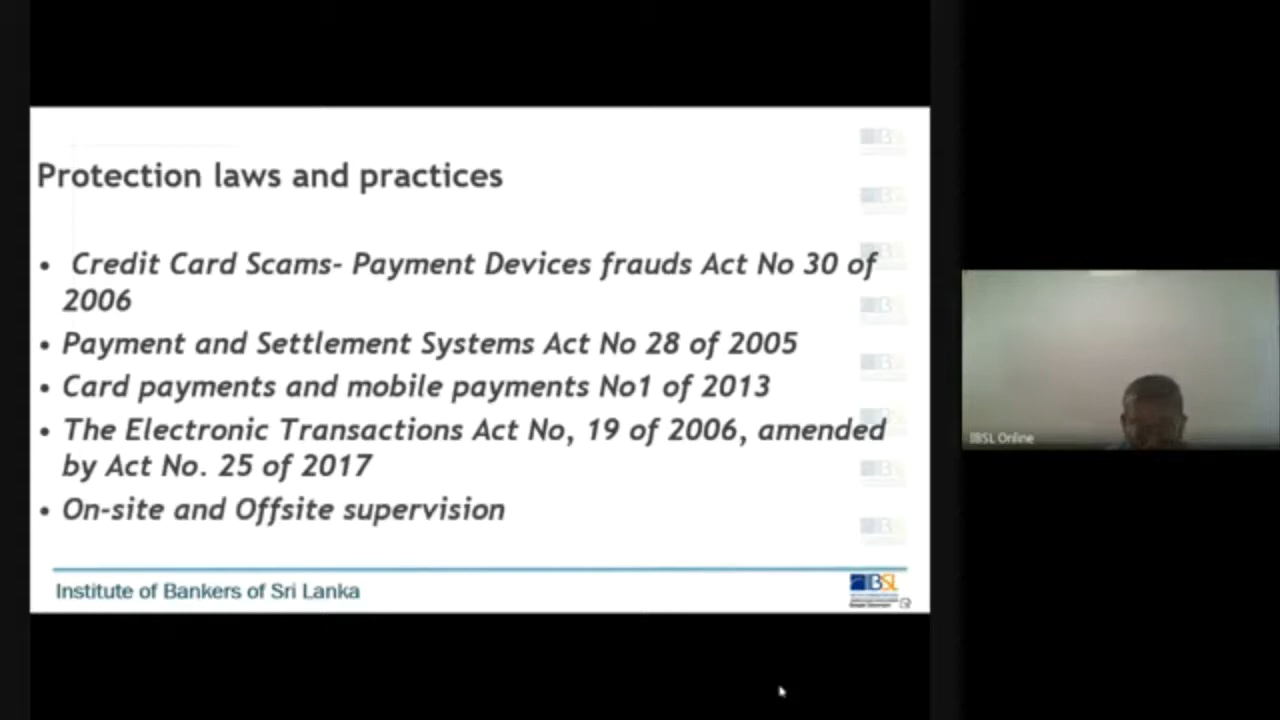 Protection laws and practices
• Credit Card Scams- Payment Devices frauds Act No 30 of
2006
• Payment and Settlement Systems Act No 28 of 2005
• Card payments and mobile payments No1 of 2013
• The Electronic Transactions Act No, 19 of 2006, amended
by Act No. 25 of 2017
• On-site and Offsite supervision
Institute of Bankers of Sri Lanka
IBSL
IBSL Online